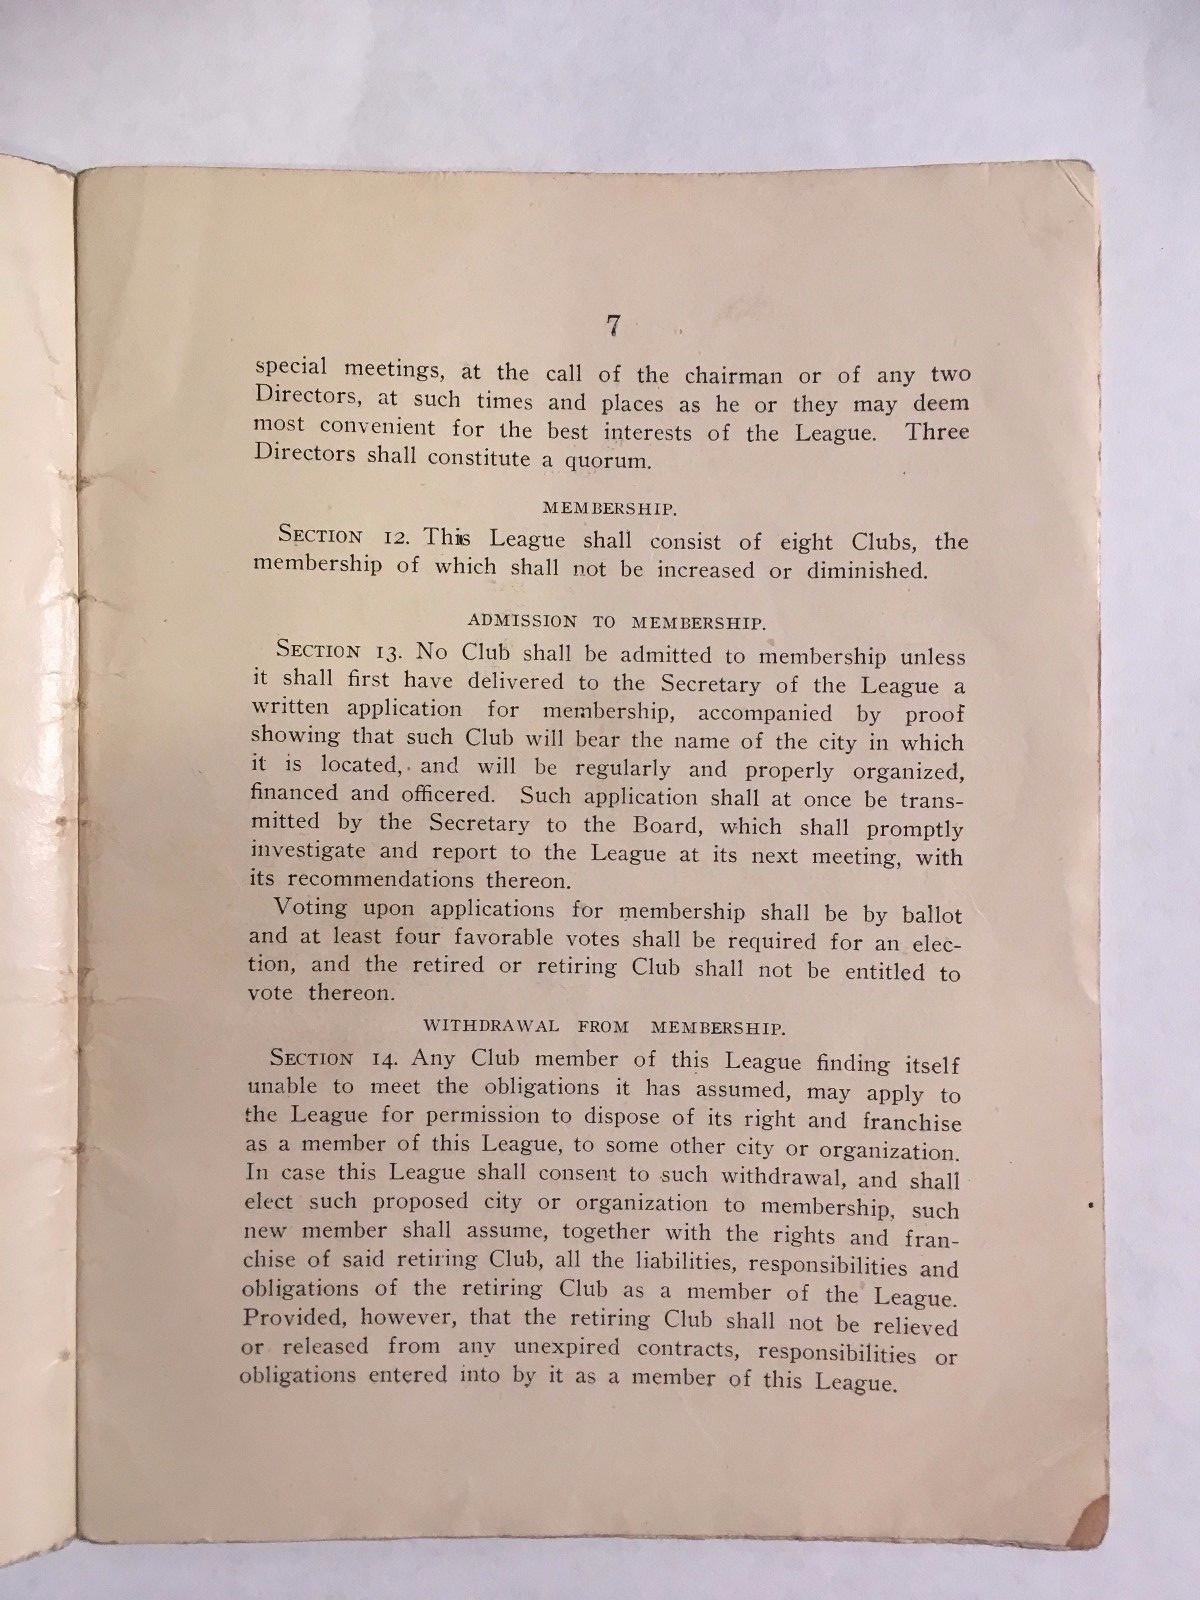 7
special meetings, at the call of the chairman or of any two
Directors, at such times and places as he or they may deem
most convenient for the best interests of the League. Three
Directors shall constitute a quorum.
MEMBERSHIP.
SECTION 12. This League shall consist of eight Clubs, the
membership of which shall not be increased or diminished.
ADMISSION TO MEMBERSHIP.
SECTION 13. No Club shall be admitted to membership unless
it shall first have delivered to the Secretary of the League a
written application for membership, accompanied by proof
showing that such Club will bear the name of the city in which
it is located, and will be regularly and properly organized,
financed and officered. Such application shall at once be trans-
mitted by the Secretary to the Board, which shall promptly
investigate and report to the League at its next meeting, with
its recommendations thereon.
Voting upon applications for membership shall be by ballot
and at least four favorable votes shall be required for an elec-
tion, and the retired or retiring Club shall not be entitled to
vote thereon.
WITHDRAWAL FROM MEMBERSHIP.
SECTION 14. Any Club member of this League finding itself
unable to meet the obligations it has assumed, may apply to
the League for permission to dispose of its right and franchise
as a member of this League, to some other city or organization.
In case this League shall consent to such withdrawal, and shall
elect such proposed city or organization to membership, such
new member shall assume, together with the rights and fran-
chise of said retiring Club, all the liabilities, responsibilities and
obligations of the retiring Club as a member of the League.
Provided, however, that the retiring Club shall not be relieved
or released from any unexpired contracts, responsibilities or
obligations entered into by it as a member of this League.